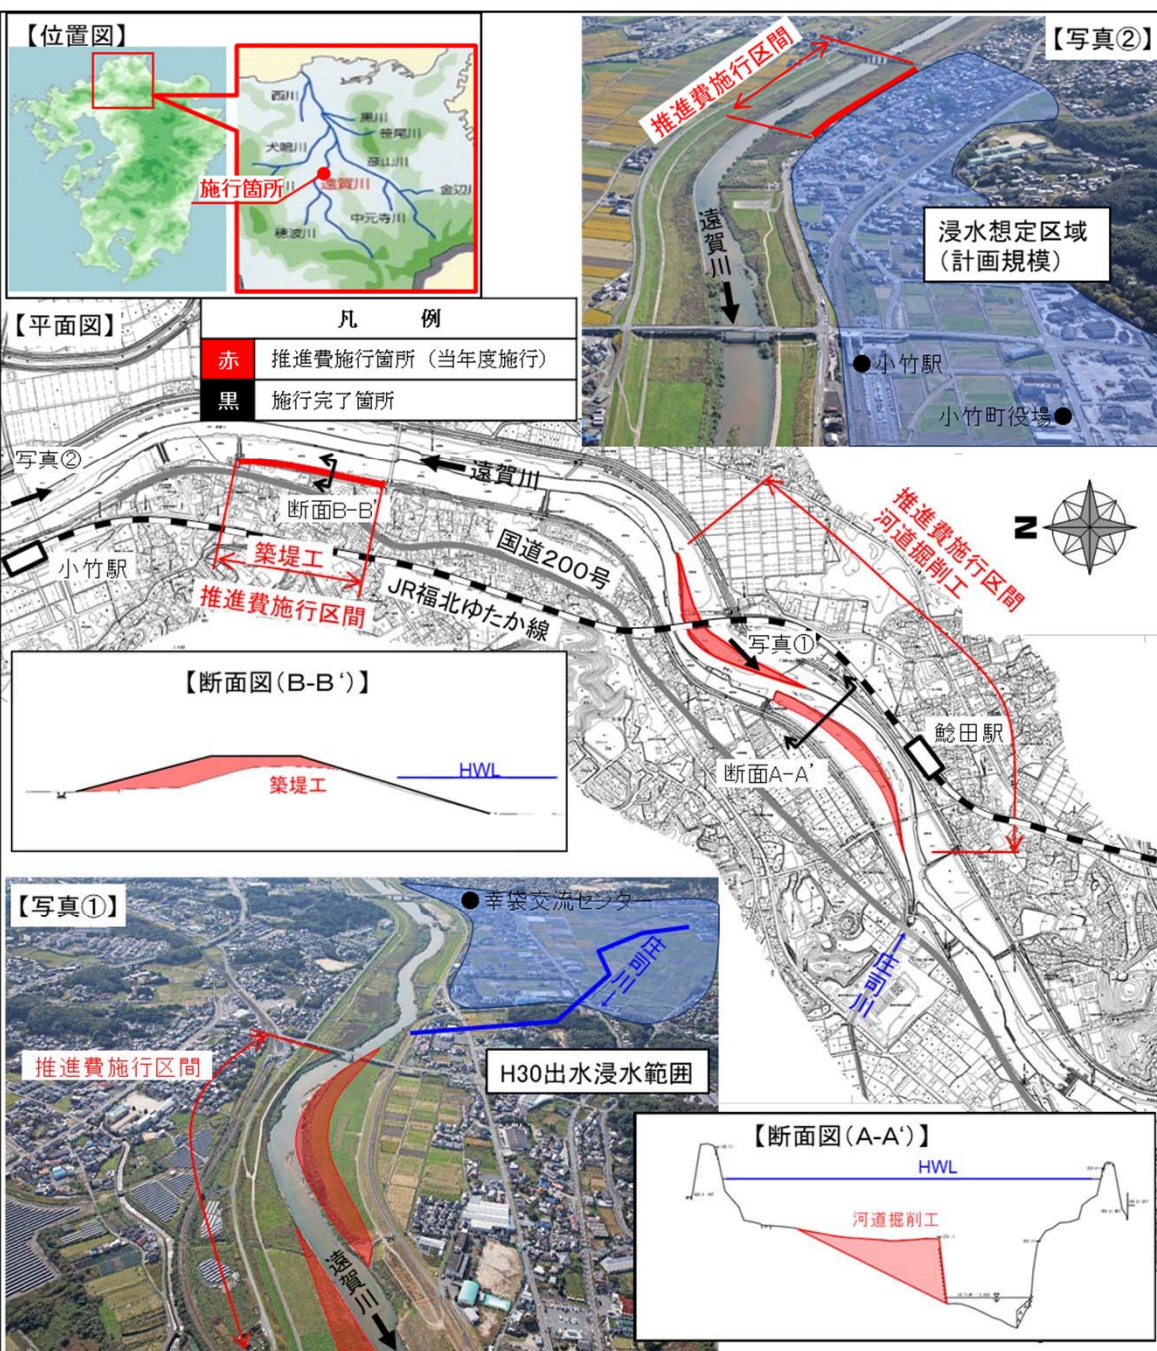 【位置図】
西川
黒川
笹尾川
犬鳴川
彦山川
施行箇所
川
遠賀川
金辺川
中元寺川
穂波川
【写真②】
推進費施行区間
遠賀川
浸水想定区域
(計画規模)
小竹駅
小竹町役場
【平面図】
凡 例
赤 推進費施行箇所（当年度施行）
黒 施行完了箇所
写真②
遠賀川
断面B-B'
築堤工
推進費施行区間
小竹駅
国道200号
JR福北ゆたか線
推進費施行区間
河道掘削工
N
写真①
鯰田駅
断面A-A'
庄司川
【断面図(B-B‘)】
HWL
築堤工
【写真①】
幸袋交流センター
庄司川
推進費施行区間
H30出水浸水範囲
遠賀川
【断面図(A-A‘)】
HWL
河道掘削工